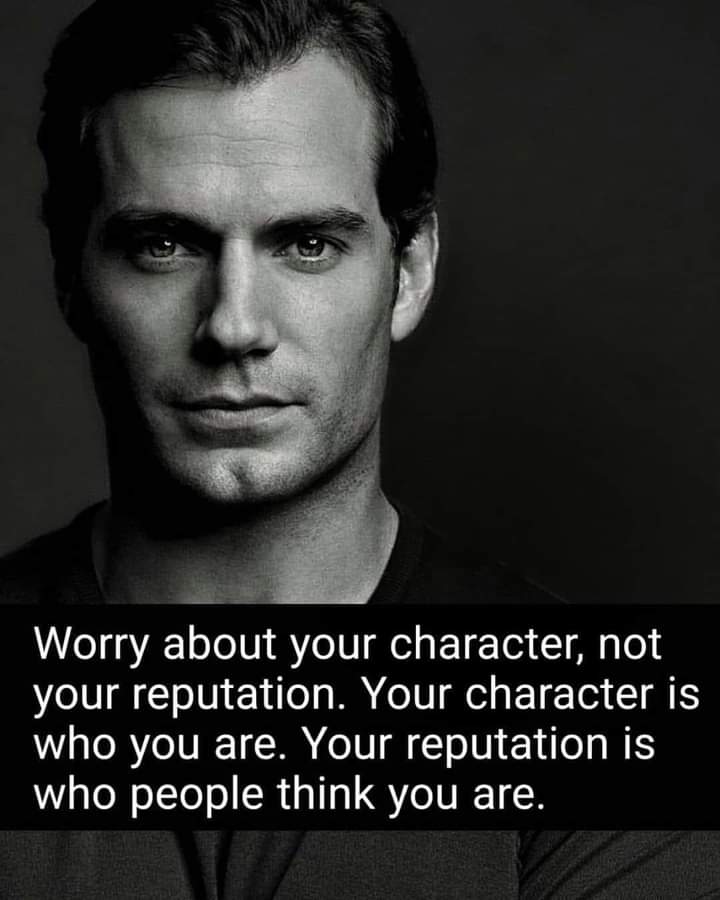 Worry about your character, not
your reputation. Your character is
who you are. Your reputation is
who people think you are.